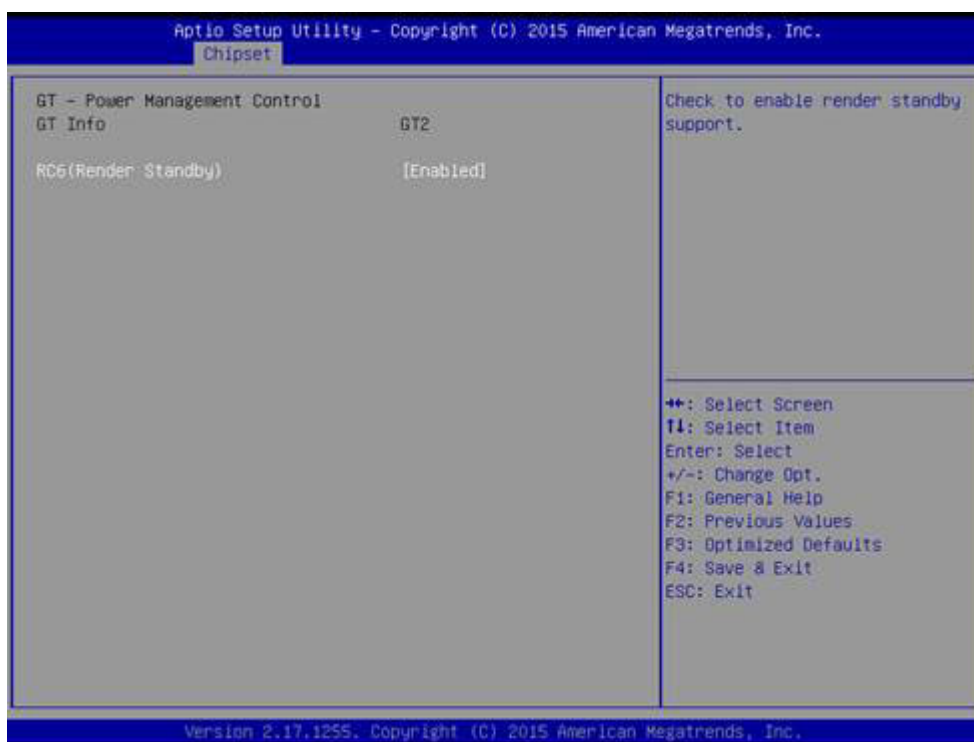 Aptio Setup Utility - Copyright (C) 2015 American Megatrends, Inc.
Chipset
GT - Power Management Control
GT Info GT2
RC6(Render Standby) [Enabled]
Check to enable render standby
support.
→←: Select Screen
↑↓: Select Item
Enter: Select
+/-: Change Opt.
F1: General Help
F2: Previous Values
F3: Optimized Defaults
F4: Save & Exit
ESC: Exit
Version 2.17.1255. Copyright (C) 2015 American Megatrends, Inc.